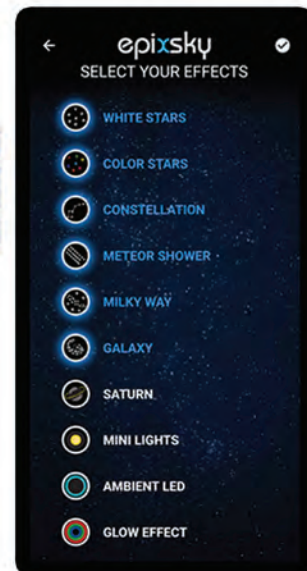 epixsky
SELECT YOUR EFFECTS
WHITE STARS
COLOR STARS
CONSTELLATION
METEOR SHOWER
MILKY WAY
GALAXY
SATURN
MINI LIGHTS
AMBIENT LED
GLOW EFFECT